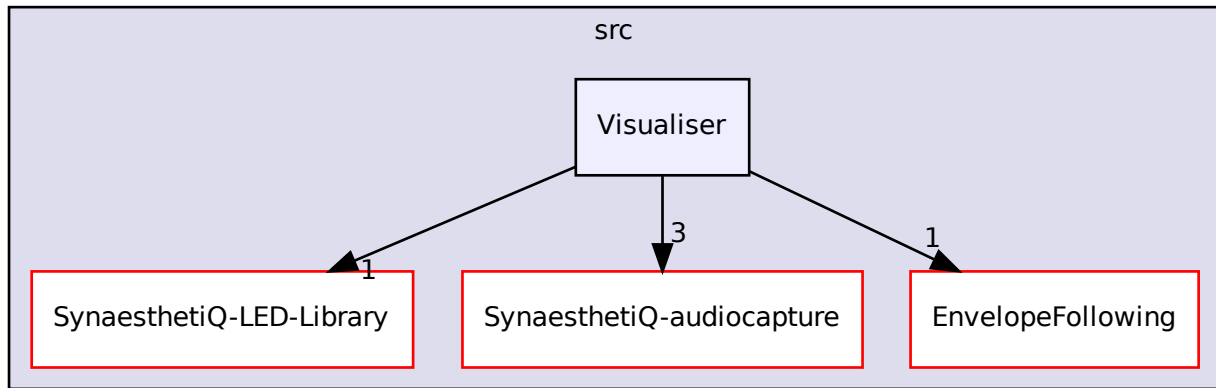 src
Visualiser
3
1
1
SynaesthetiQ-LED-Library
SynaesthetiQ-audiocapture
EnvelopeFollowing